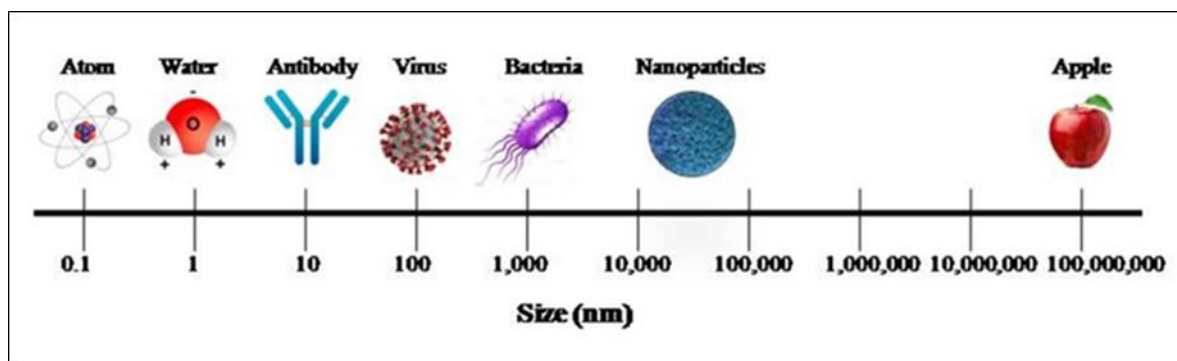 Atom Water Antibody Virus Bacteria Nanoparticles Apple
- 
O
H H
+ +
0.1 1 10 100 1,000 10,000 100,000 1,000,000 10,000,000 100,000,000
Size (nm)